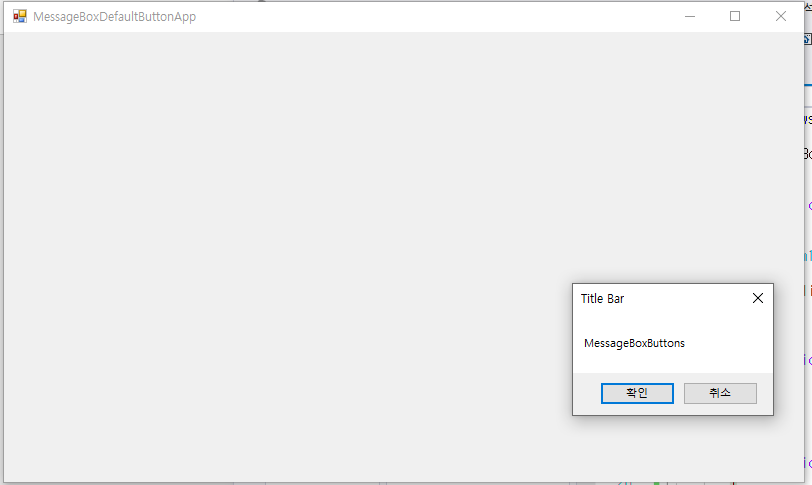 MessageBoxDefaultButtonApp
Title Bar
MessageBoxButtons
확인
취소